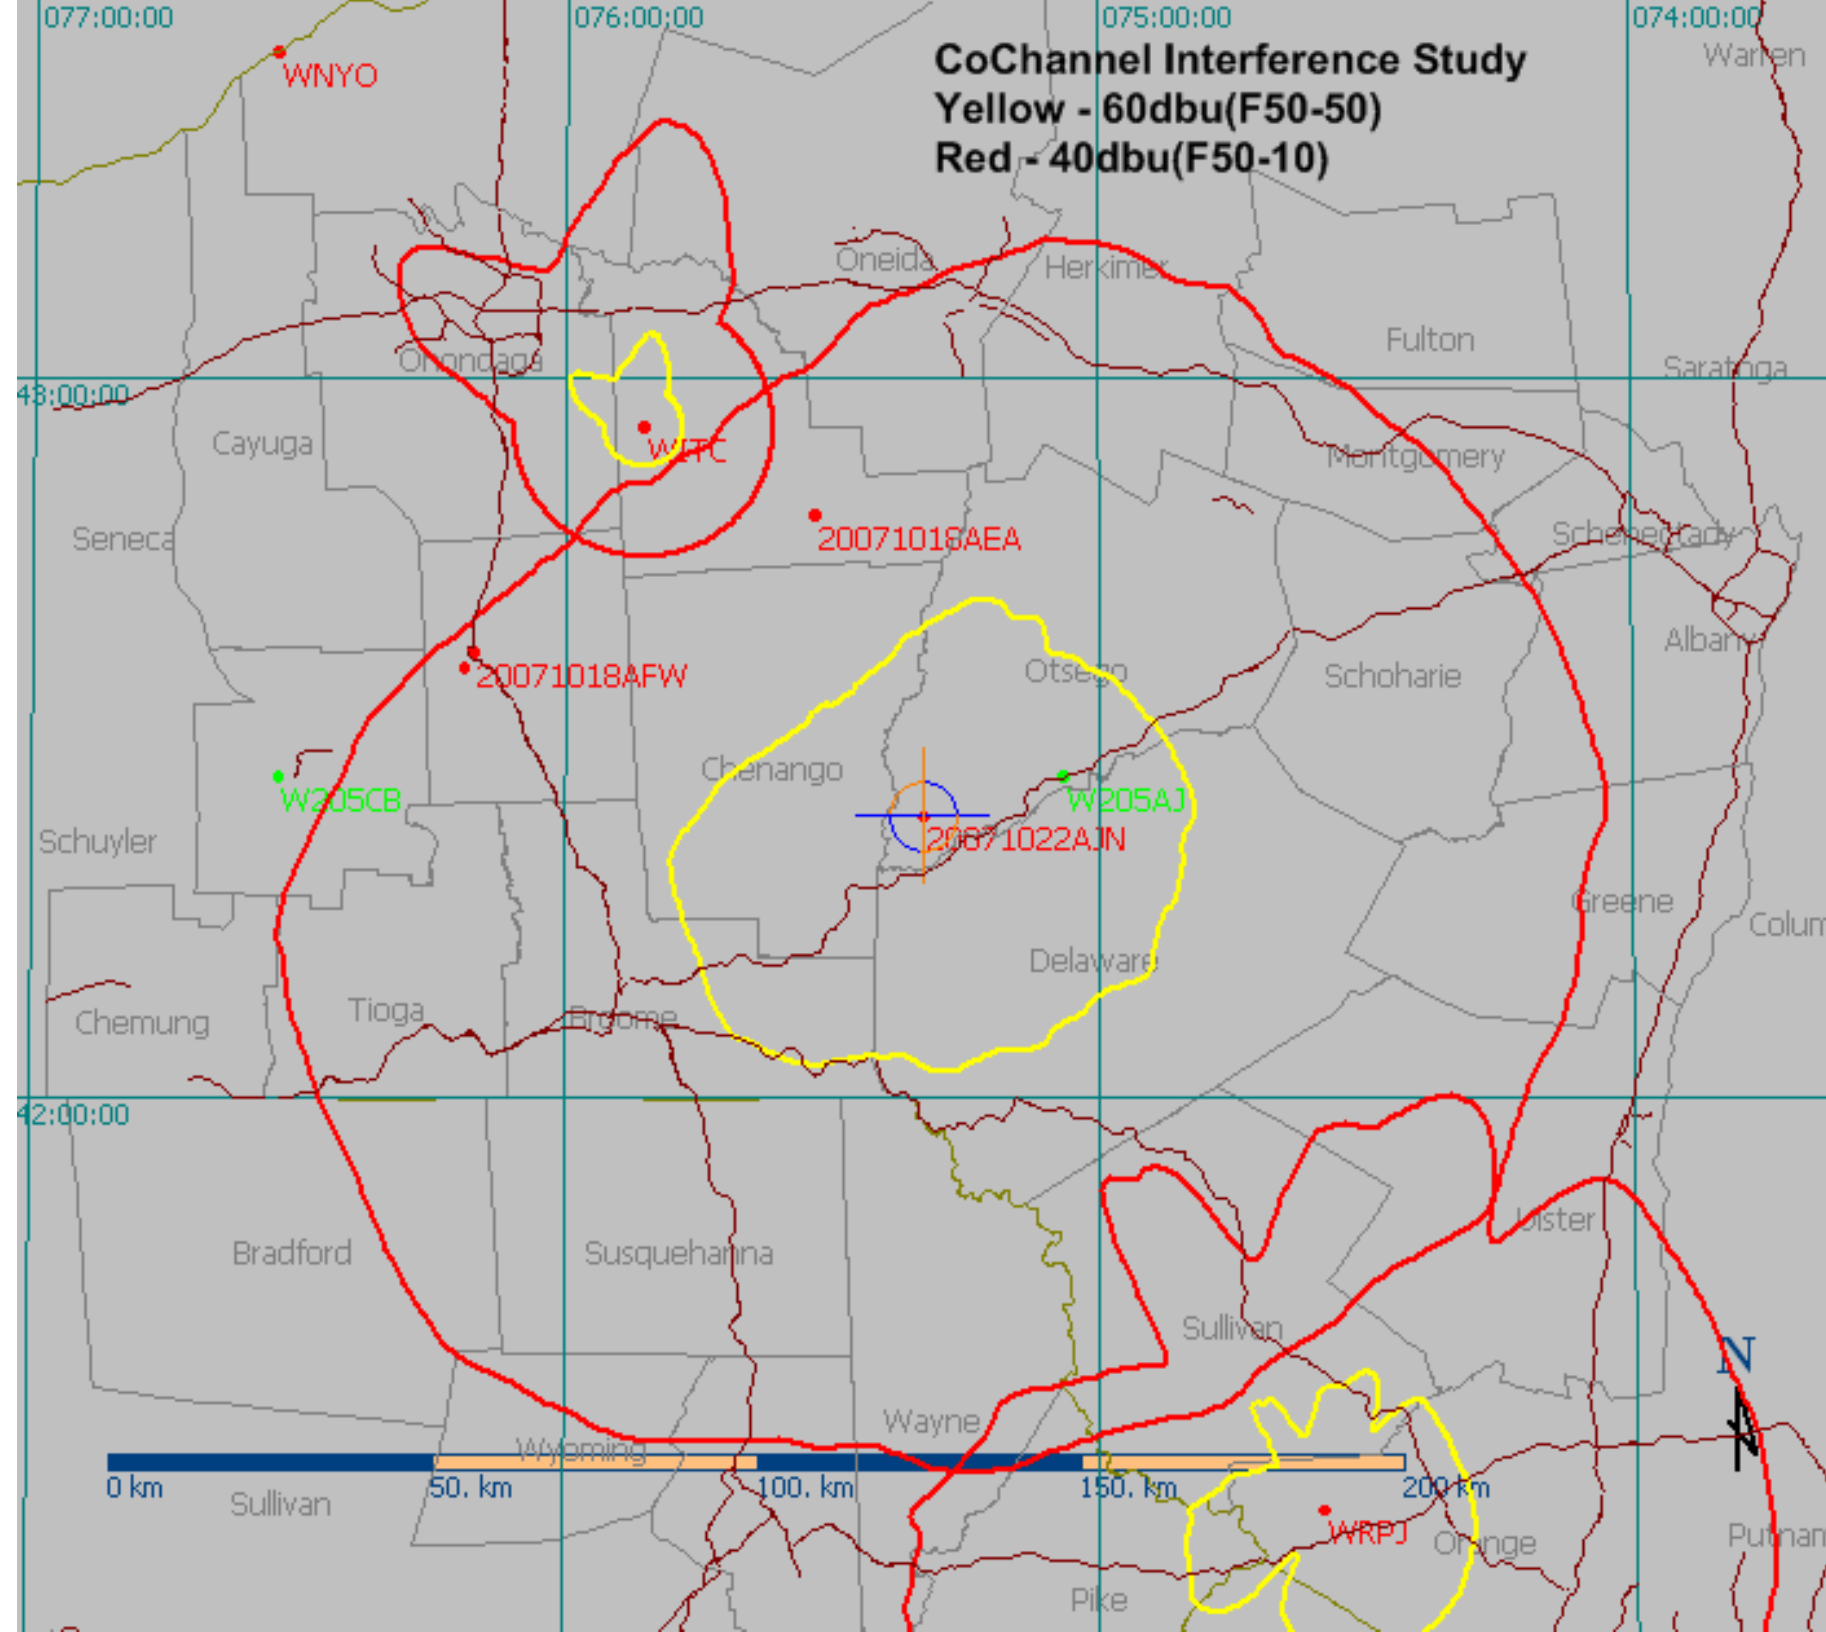 077:00:00
076:00:00
075:00:00
074:00:00
Warren
WNYO
CoChannel Interference Study
Yellow - 60dbu(F50-50)
Red - 40dbu(F50-10)
Oneida
Herkimer
Fulton
Onondaga
Saratoga
43:00:00
Cayuga
WITC
Montgomery
Seneca
20071018AEA
Schenectady
Albany
20071018AFW
Otsego
Schoharie
Chenango
W205CB
W205AJ
Schuyler
20071022AJN
Greene
Colum
Delaware
Chemung
Tioga
Broome
42:00:00
Ulster
Bradford
Susquehanna
Sullivan
N
Wayne
Wyoming
0 km
50. km
100. km
150. km
200 km
Sullivan
WRPJ
Orange
Putnam
Pike